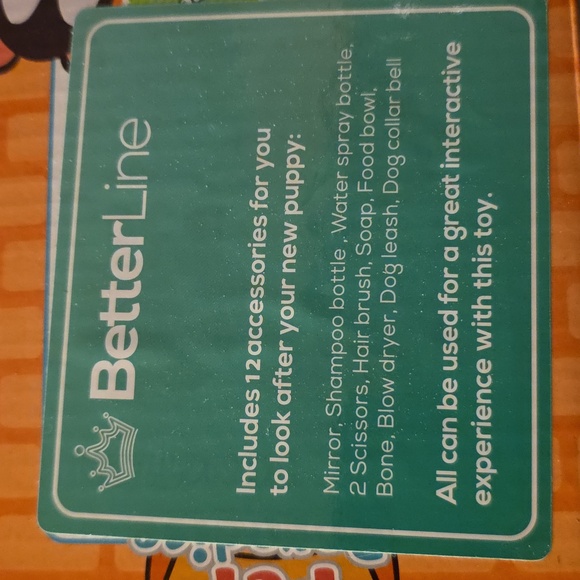 BetterLine
Includes 12 accessories for you
to look after your new puppy:
Mirror, Shampoo bottle , Water spray bottle,
2 Scissors, Hair brush, Soap, Food bowl,
Bone, Blow dryer, Dog leash, Dog collar bell
All can be used for a great interactive
experience with this toy.